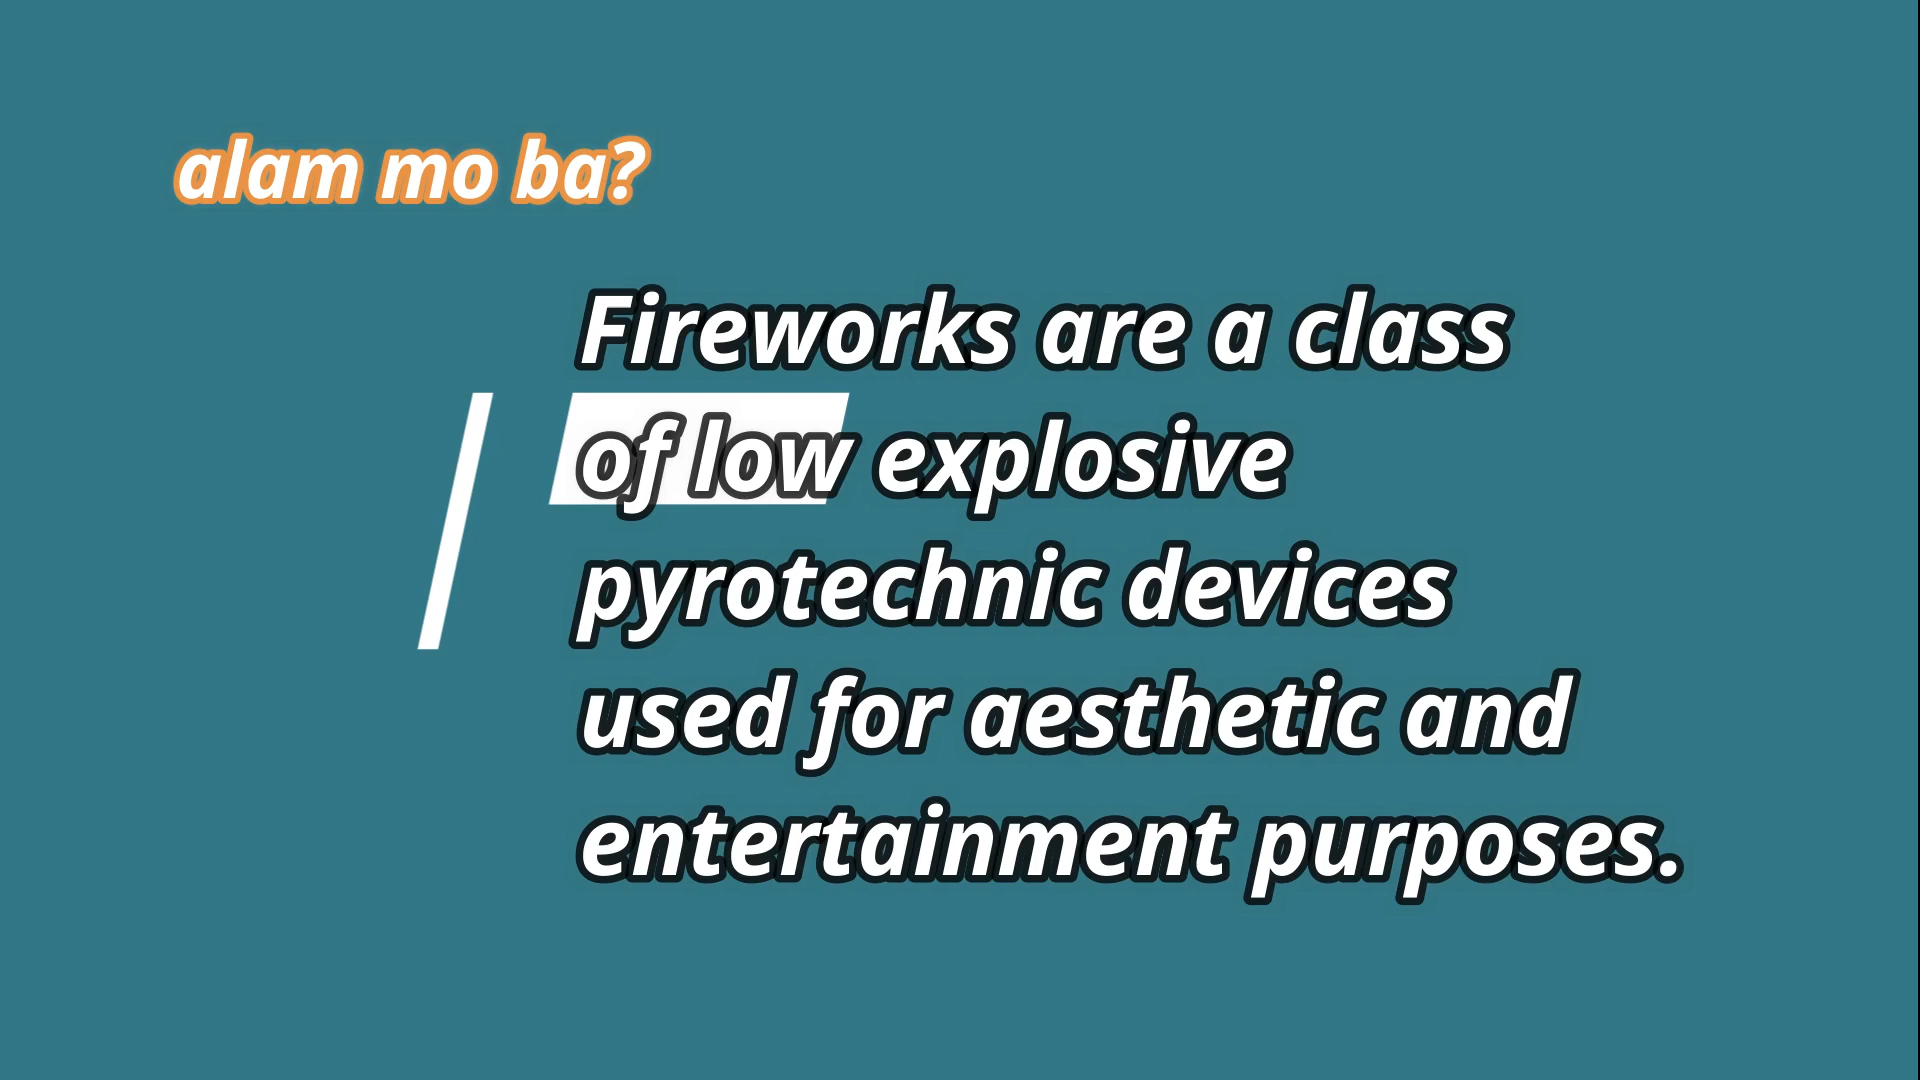 alam mo ba?
Fireworks are a class
of low explosive
pyrotechnic devices
used for aesthetic and
entertainment purposes.